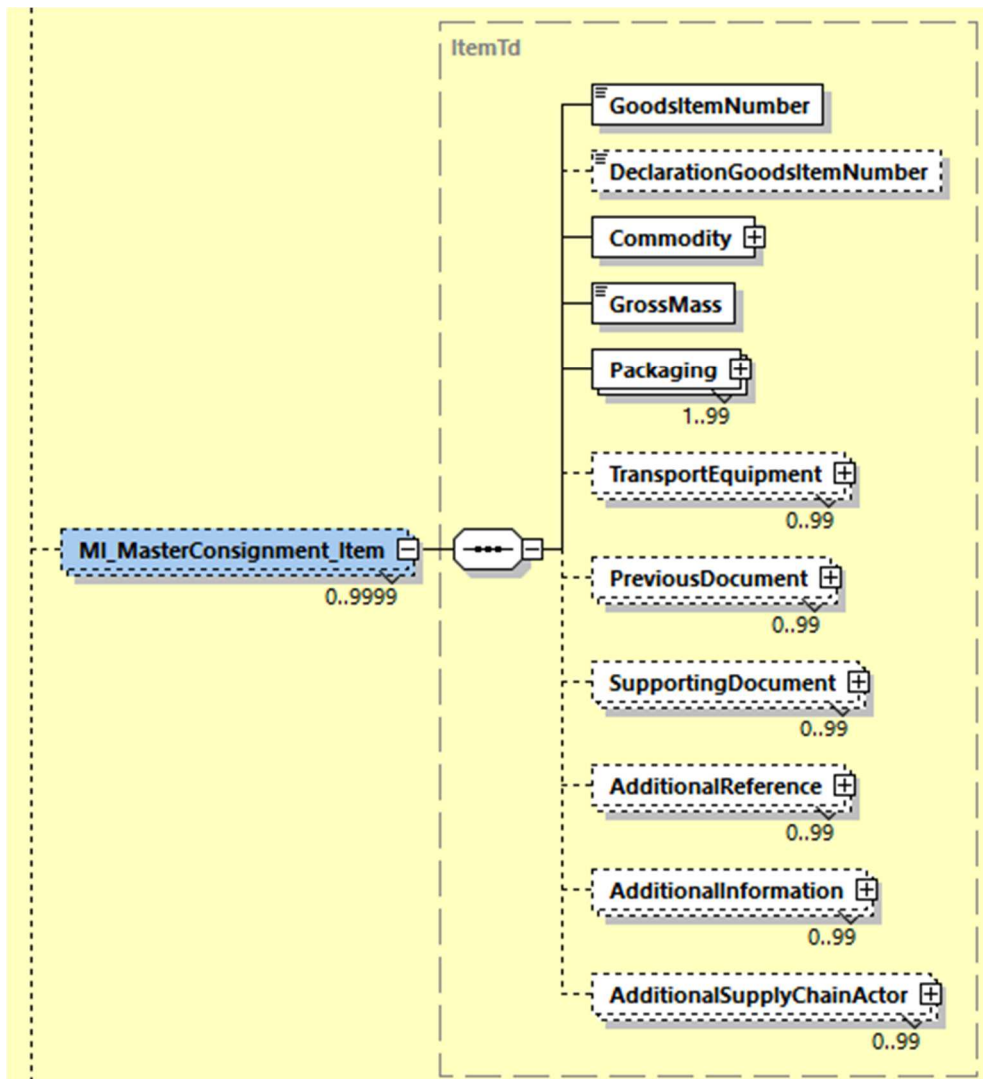 ItemTd
GoodsItemNumber
DeclarationGoodsItemNumber
Commodity
GrossMass
Packaging
1..99
TransportEquipment
0..99
MI_MasterConsignment_Item
0..9999
PreviousDocument
0..99
SupportingDocument
0..99
AdditionalReference
0..99
AdditionalInformation
0..99
AdditionalSupplyChainActor
0..99